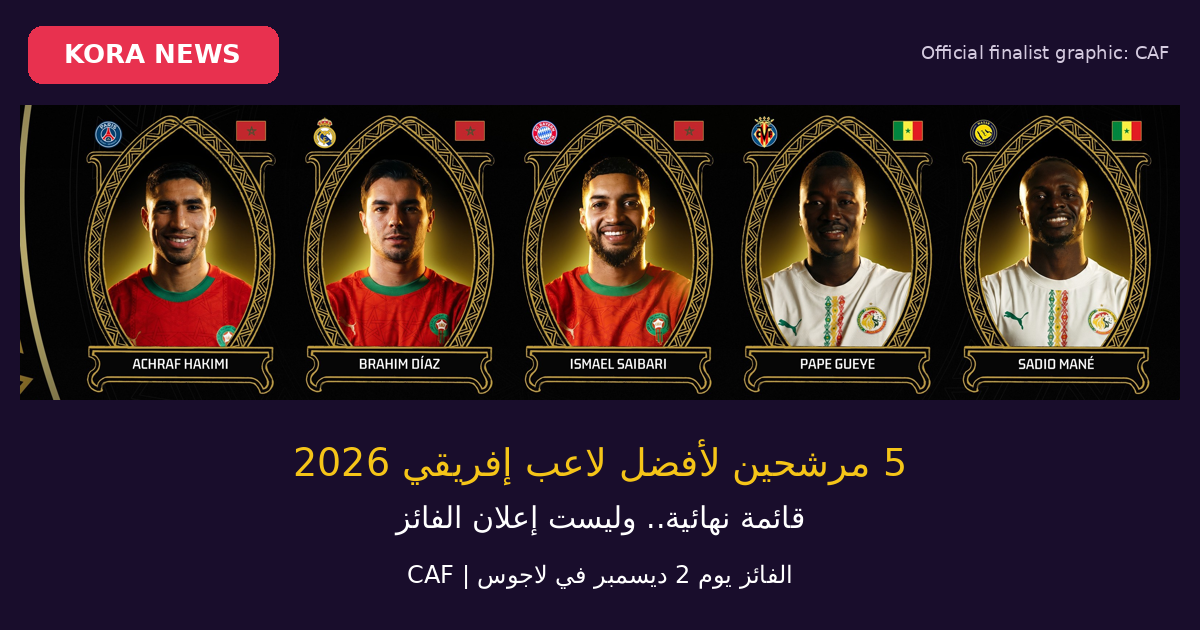 KORA NEWS
Official finalist graphic: CAF
ACHRAF HAKIMI
BRAHIM DÍAZ
ISMAEL SAIBARI
PAPE GUEYE
SADIO MANÉ
5 مرشحين لأفضل لاعب إفريقي 2026
قائمة نهائية.. وليست إعلان الفائز
الفائز يوم 2 ديسمبر في لاجوس | CAF